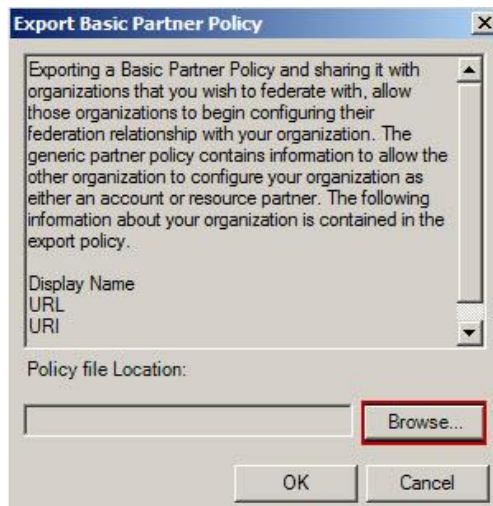 Export Basic Partner Policy
Exporting a Basic Partner Policy and sharing it with
organizations that you wish to federate with, allow
those organizations to begin configuring their
federation relationship with your organization. The
generic partner policy contains information to allow the
other organization to configure your organization as
either an account or resource partner. The following
information about your organization is contained in the
export policy.
Display Name
URL
URI
Policy file Location:
Browse...
OK
Cancel